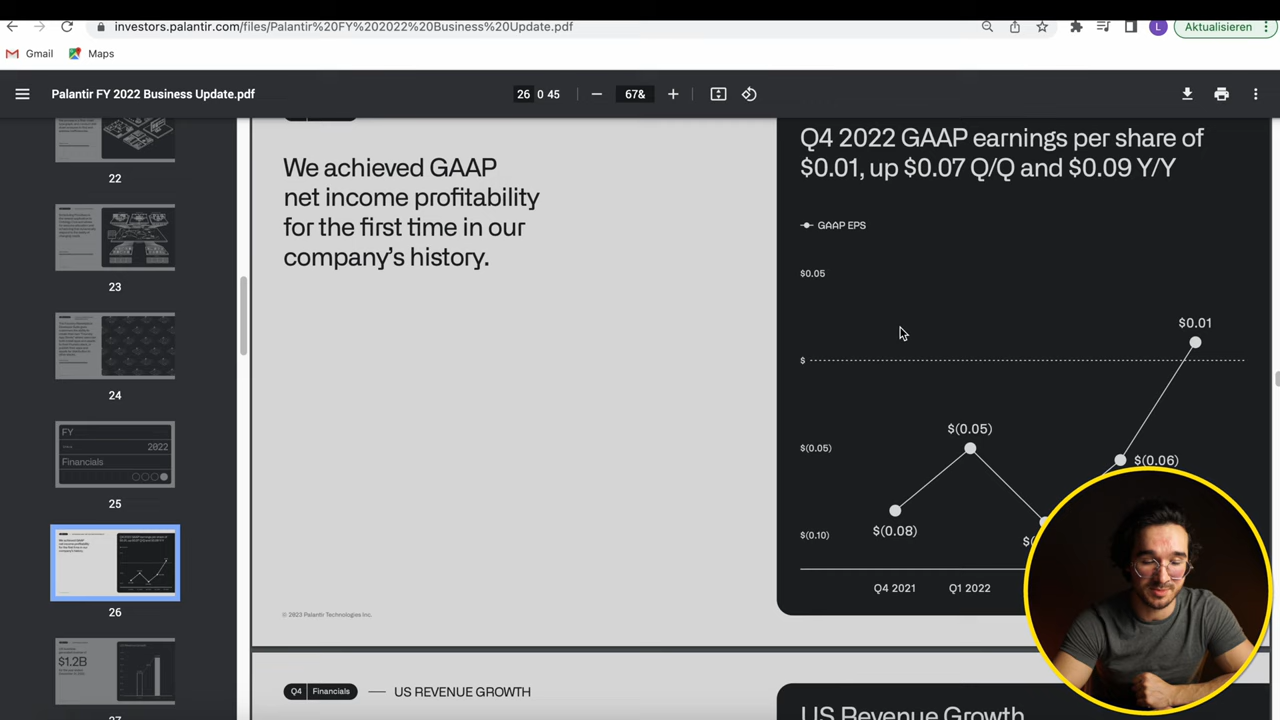 investors.palantir.com/files/Palantir%20FY%202022%20Business%20Update.pdf
L
Aktualisieren
Gmail
Maps
Palantir FY 2022 Business Update.pdf
26 0 45
67&
22
23
24
FY
2022
Financials
25
26
$1.2B
We achieved GAAP
net income profitability
for the first time in our
company's history.
© 2023 Palantir Technologies Inc.
Q4 2022 GAAP earnings per share of
$0.01, up $0.07 Q/Q and $0.09 Y/Y
GAAP EPS
$0.05
$0.01
$
$(0.05)
$(0.05)
$(0.06)
$(0.08)
$(0.10)
Q4 2021
Q1 2022
Q4 Financials
US REVENUE GROWTH
US Revenue Growth